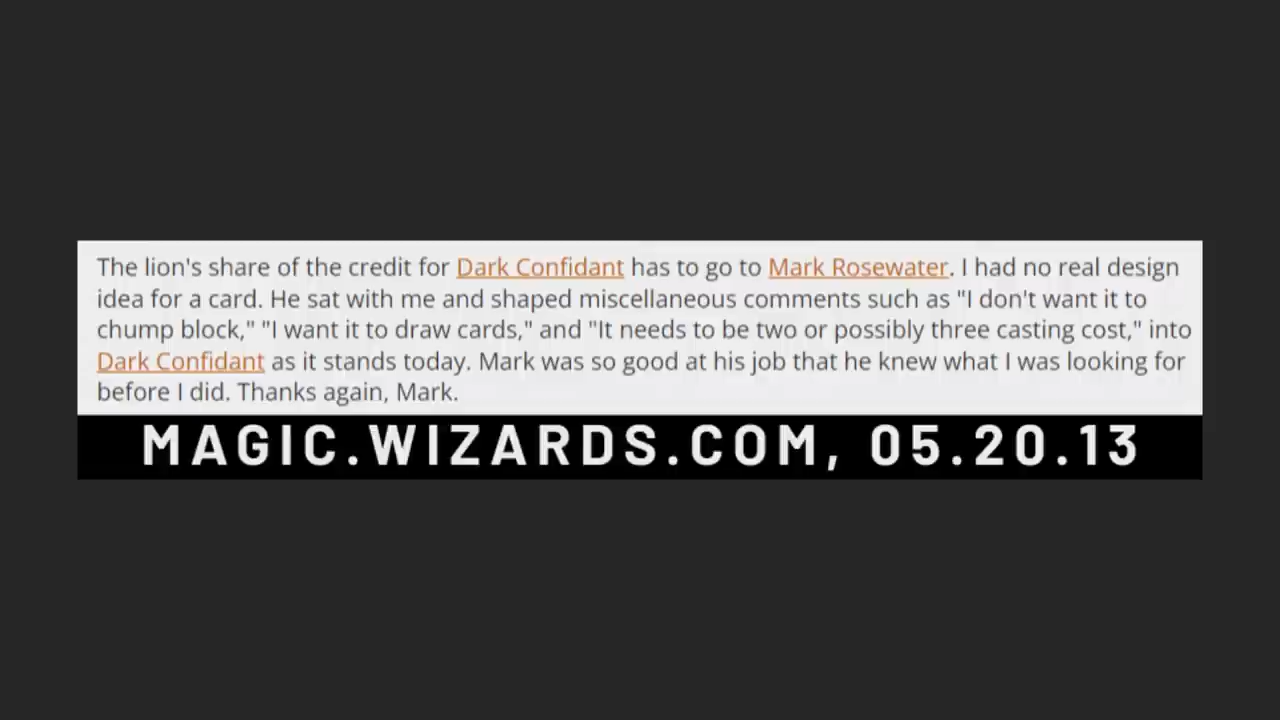 The lion's share of the credit for Dark Confidant has to go to Mark Rosewater. I had no real design
idea for a card. He sat with me and shaped miscellaneous comments such as "I don't want it to
chump block," "I want it to draw cards," and "It needs to be two or possibly three casting cost," into
Dark Confidant as it stands today. Mark was so good at his job that he knew what I was looking for
before I did. Thanks again, Mark.
MAGIC.WIZARDS.COM, 05.20.13